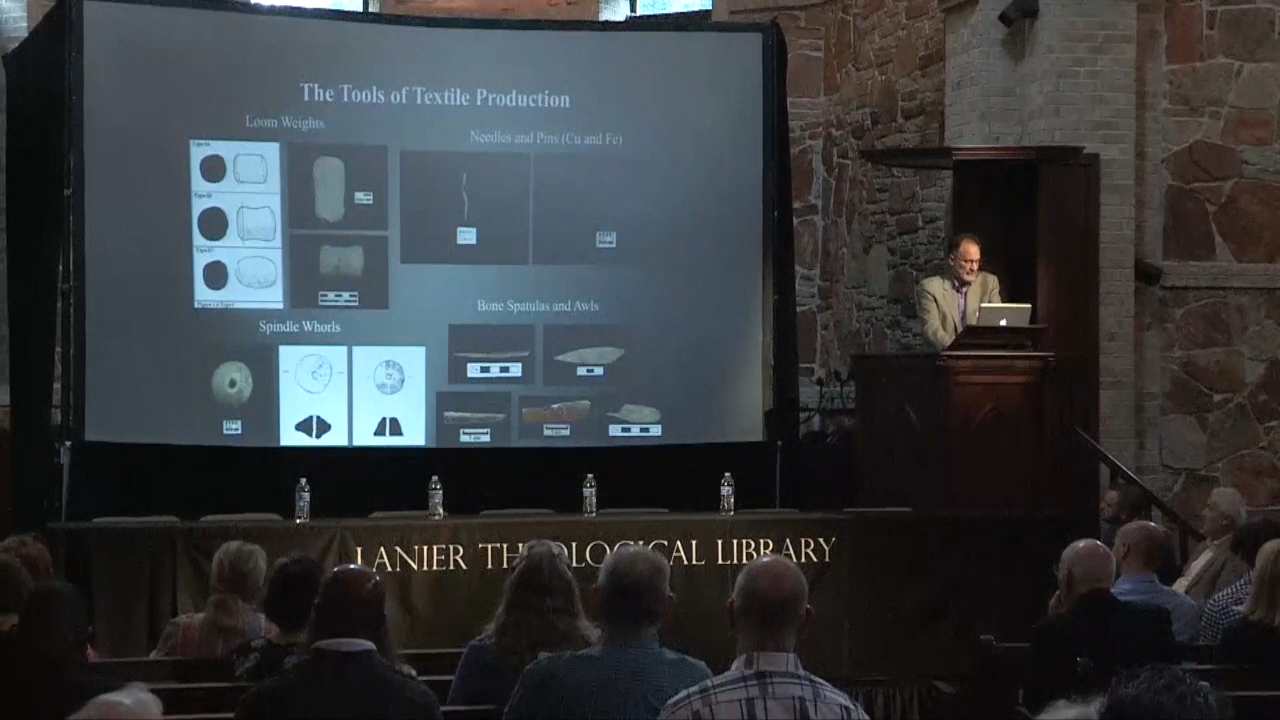 The Tools of Textile Production
Loom Weights
Needles and Pins (Cu and Fe)
Bone Spatulas and Awls
Spindle Whorls
LANIER THEOLOGICAL LIBRARY